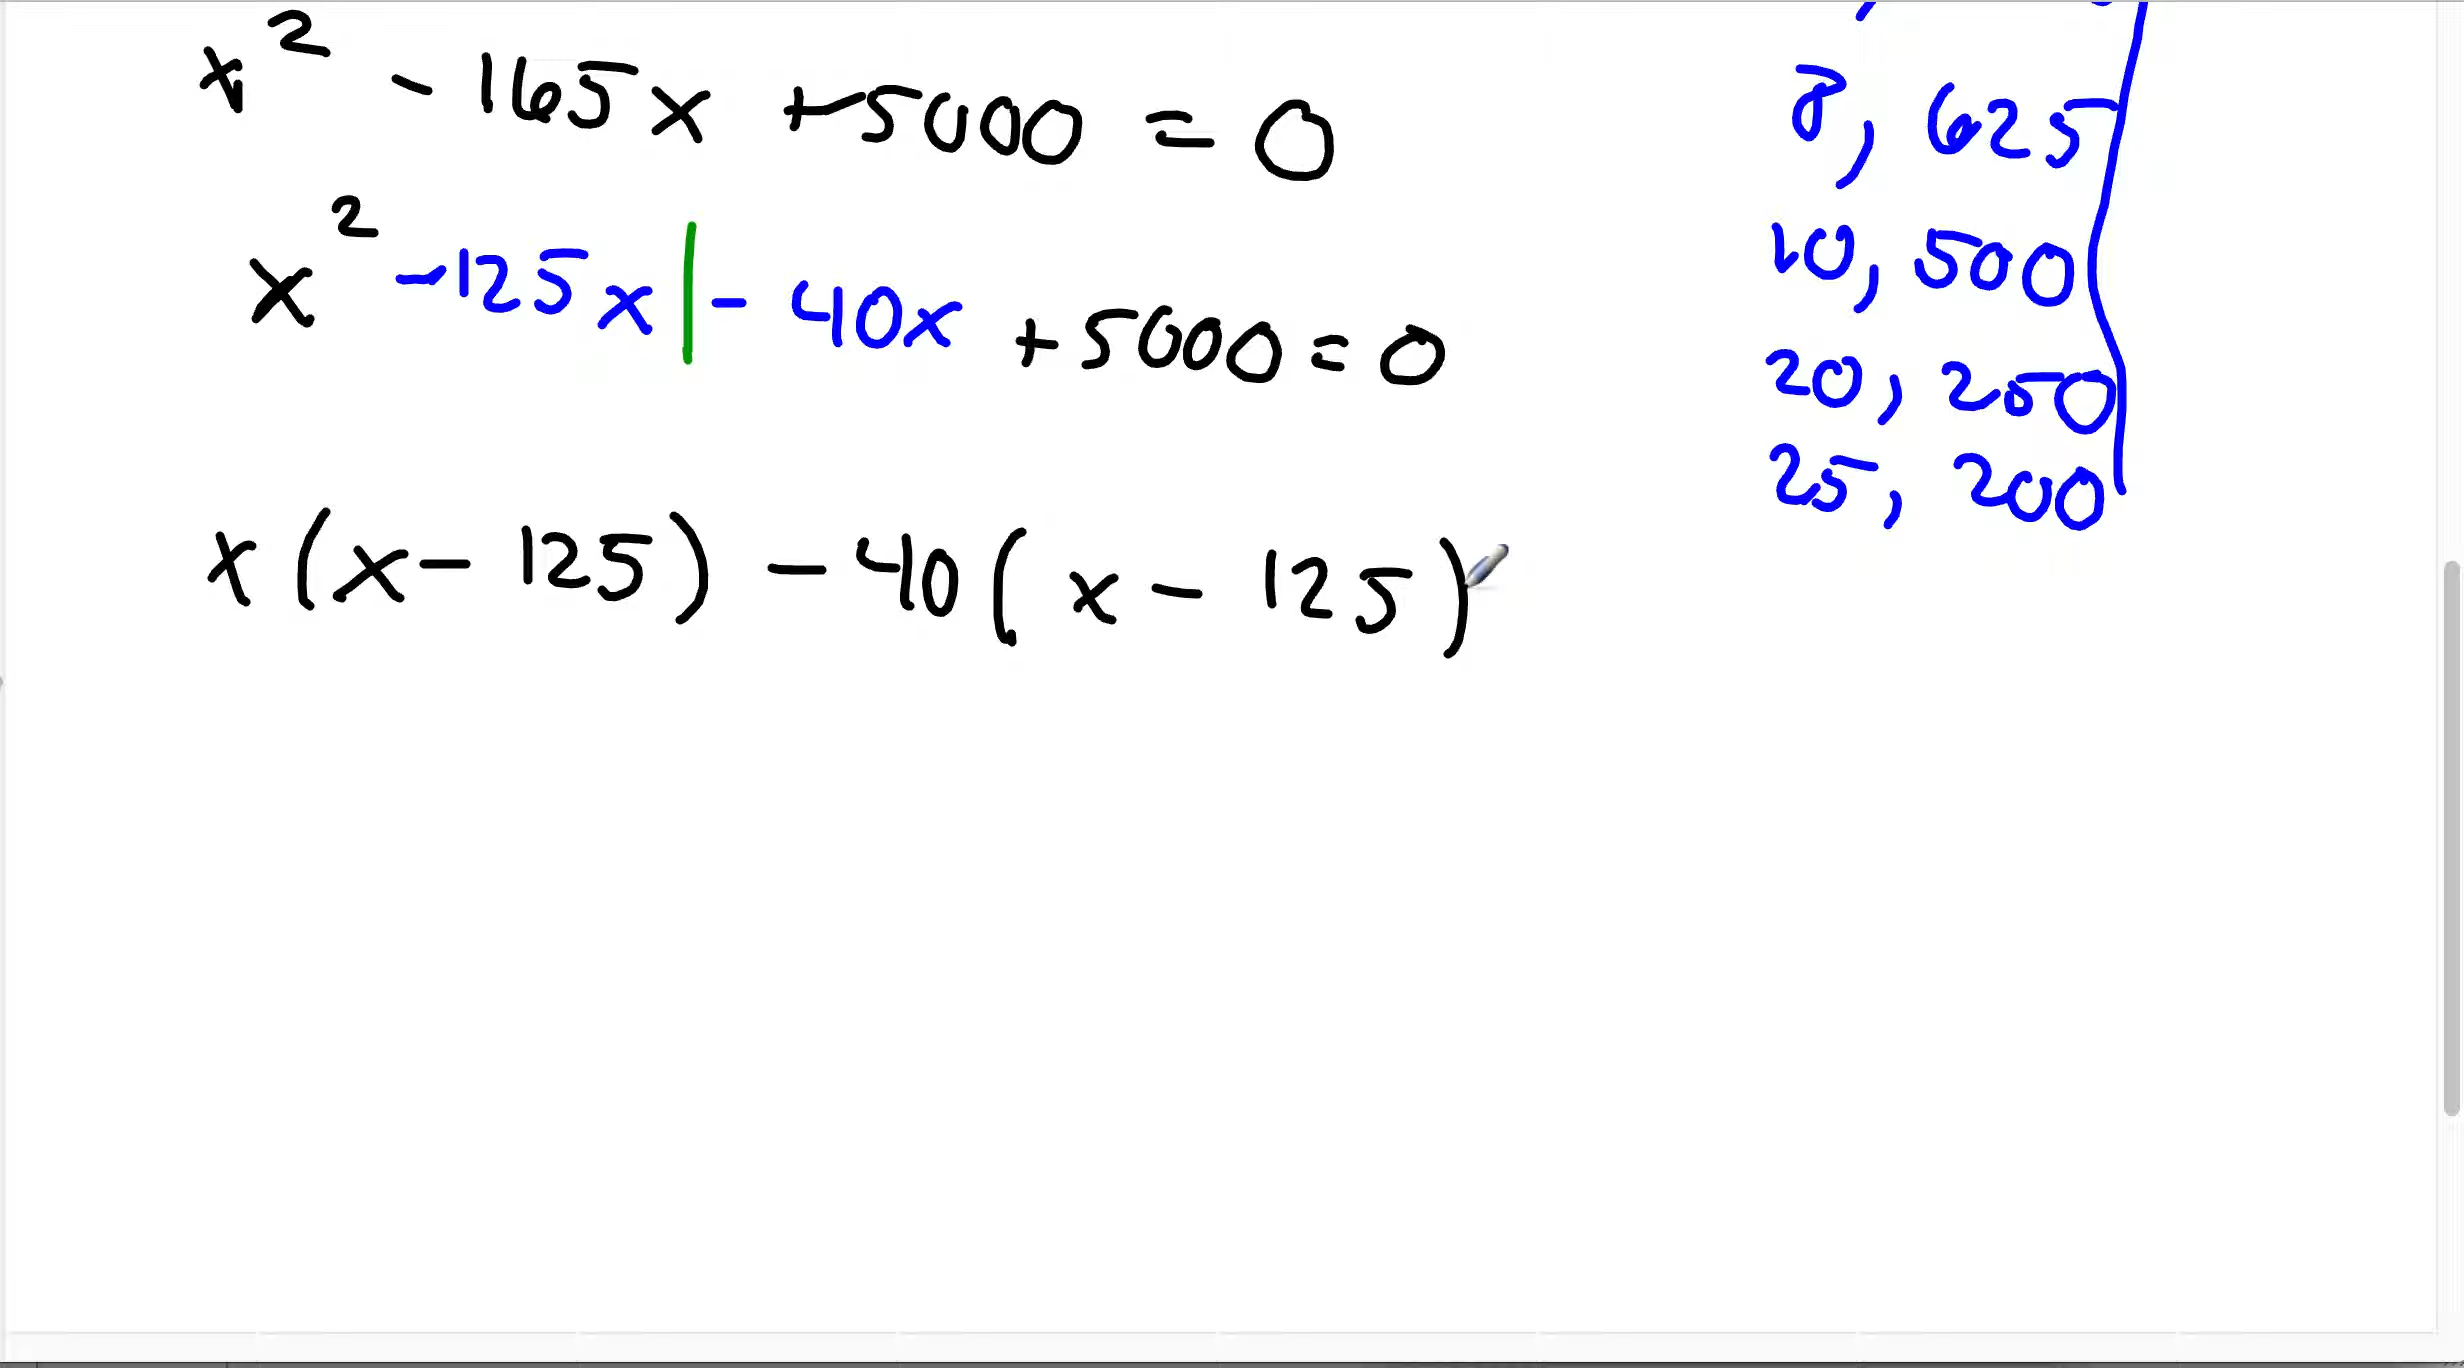 x² - 165x + 5000 = 0
x² - 125x | - 40x + 5000 = 0
x(x - 125) - 40(x - 125)
8, 625
10, 500
20, 250
25, 200